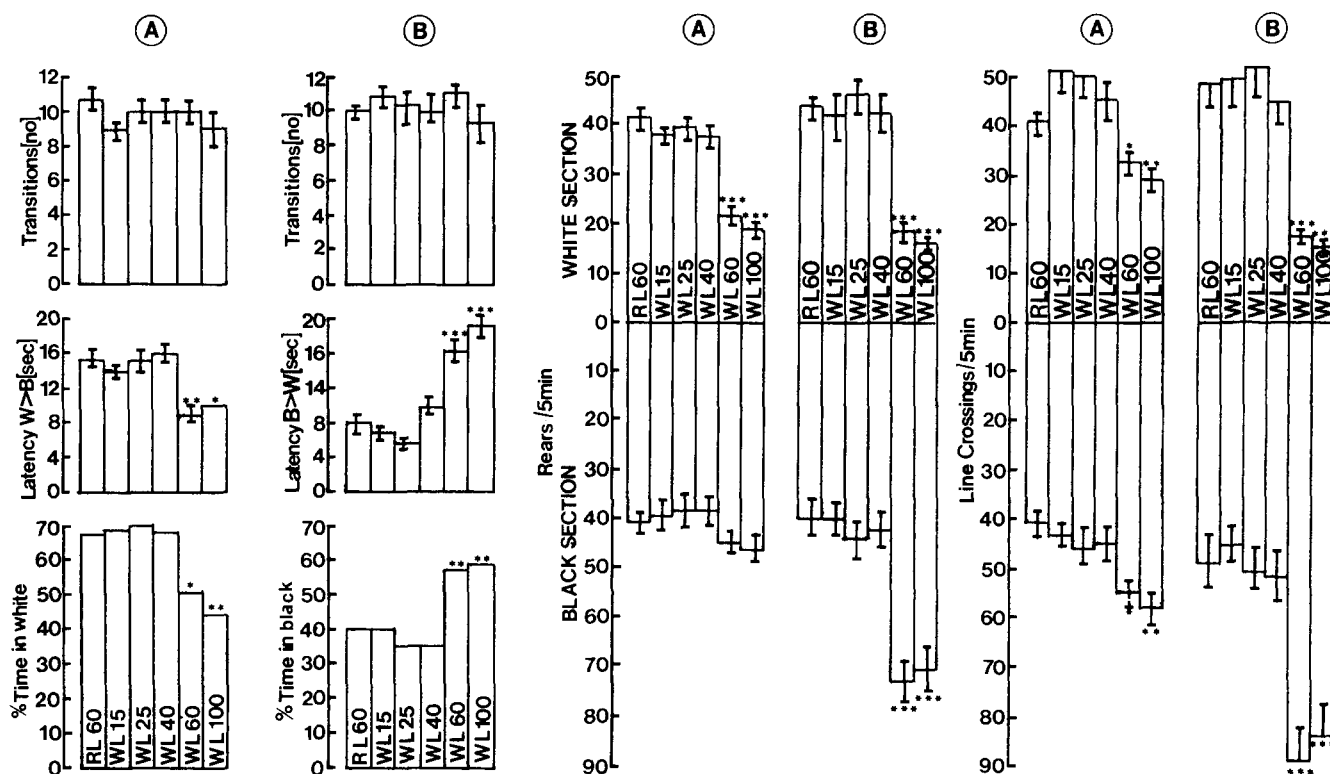 A
B
A
B
A
B
Transitions[no]
12
10
8
6
4
2
0
Transitions[no]
12
10
8
6
4
2
0
Latency W>B[sec]
20
16
12
8
4
0
** *
Latency B>W[sec]
20
16
12
8
4
0
*** ***
%Time in white
70
60
50
40
30
20
10
0
* **
RL60
WL15
WL25
WL40
WL60
WL100
% Time in black
70
60
50
40
30
20
10
0
** **
RL60
WL15
WL25
WL40
WL60
WL100
WHITE SECTION
Rears /5min
BLACK SECTION
50
40
30
20
10
0
30
40
50
60
70
80
90
*** ***
RL60
WL15
WL25
WL40
WL60
WL100
*** ***
RL60
WL15
WL25
WL40
WL60
WL100
*** ***
Line Crossings/5min
50
40
30
20
10
0
30
40
50
60
70
80
90
* **
RL60
WL15
WL25
WL40
WL60
WL100
* **
*** **
RL60
WL15
WL25
WL40
WL60
WL100
*** ***